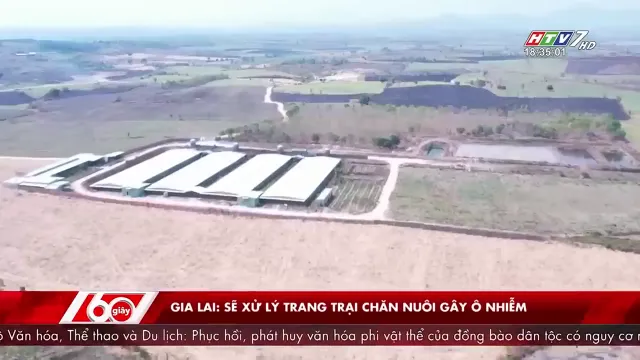 HTV7 HD
18:35:01
60 giây
GIA LAI: SẼ XỬ LÝ TRANG TRẠI CHĂN NUÔI GÂY Ô NHIỄM
Văn hóa, Thể thao và Du lịch: Phục hồi, phát huy văn hóa phi vật thể của đồng bào dân tộc có nguy